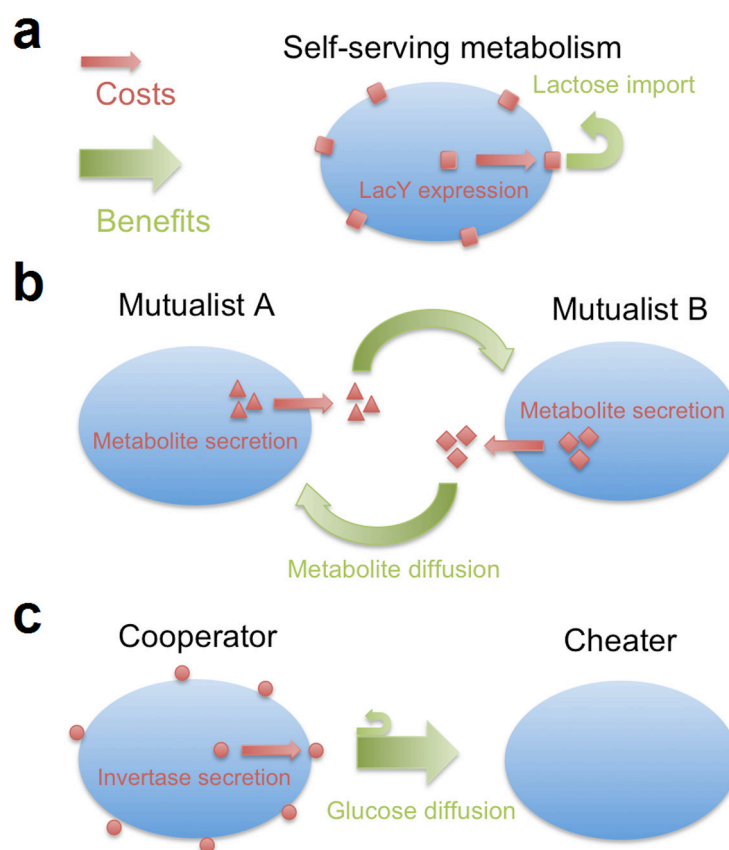 a
Self-serving metabolism
Costs
Lactose import
LacY expression
Benefits
b
Mutualist A
Mutualist B
Metabolite secretion
Metabolite secretion
Metabolite diffusion
c
Cooperator
Cheater
Invertase secretion
Glucose diffusion